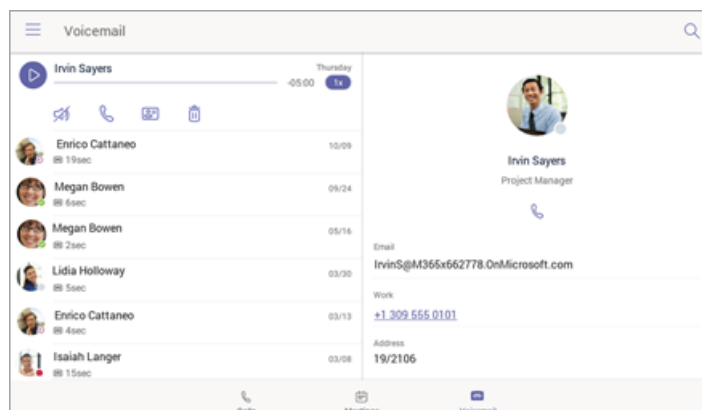 Voicemail
Irvin Sayers
Thursday
-05:00
1x
Enrico Cattaneo
10/09
19sec
Megan Bowen
09/24
6sec
Megan Bowen
05/16
2sec
Lidia Holloway
03/30
5sec
Enrico Cattaneo
03/13
4sec
Isaiah Langer
03/08
15sec
Irvin Sayers
Project Manager
Email
IrvinS@M365x662778.OnMicrosoft.com
Work
+1 309 555 0101
Address
19/2106
Voicemail